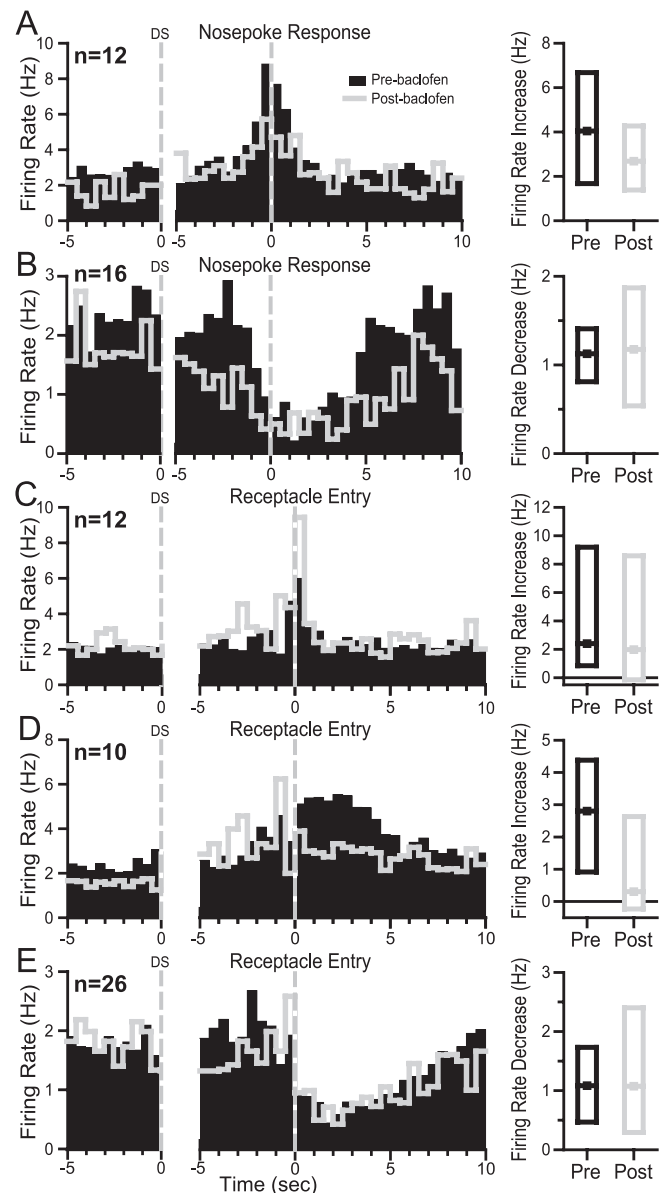 A
DS
Nosepoke Response
n=12
Pre-baclofen
Post-baclofen
Firing Rate (Hz)
10
8
6
4
2
0
-5
0
-5
0
5
10
Firing Rate Increase (Hz)
8
6
4
2
0
Pre
Post
B
DS
Nosepoke Response
n=16
Firing Rate (Hz)
3
2
1
0
-5
0
-5
0
5
10
Firing Rate Decrease (Hz)
2
1
0
Pre
Post
C
DS
Receptacle Entry
n=12
Firing Rate (Hz)
10
8
6
4
2
0
-5
0
-5
0
5
10
Firing Rate Increase (Hz)
12
10
8
6
4
2
0
Pre
Post
D
DS
Receptacle Entry
n=10
Firing Rate (Hz)
8
6
4
2
0
-5
0
-5
0
5
10
Firing Rate Increase (Hz)
5
4
3
2
1
0
Pre
Post
E
DS
Receptacle Entry
n=26
Firing Rate (Hz)
3
2
1
0
-5
0
-5
0
5
10
Time (sec)
Firing Rate Decrease (Hz)
3
2
1
0
Pre
Post